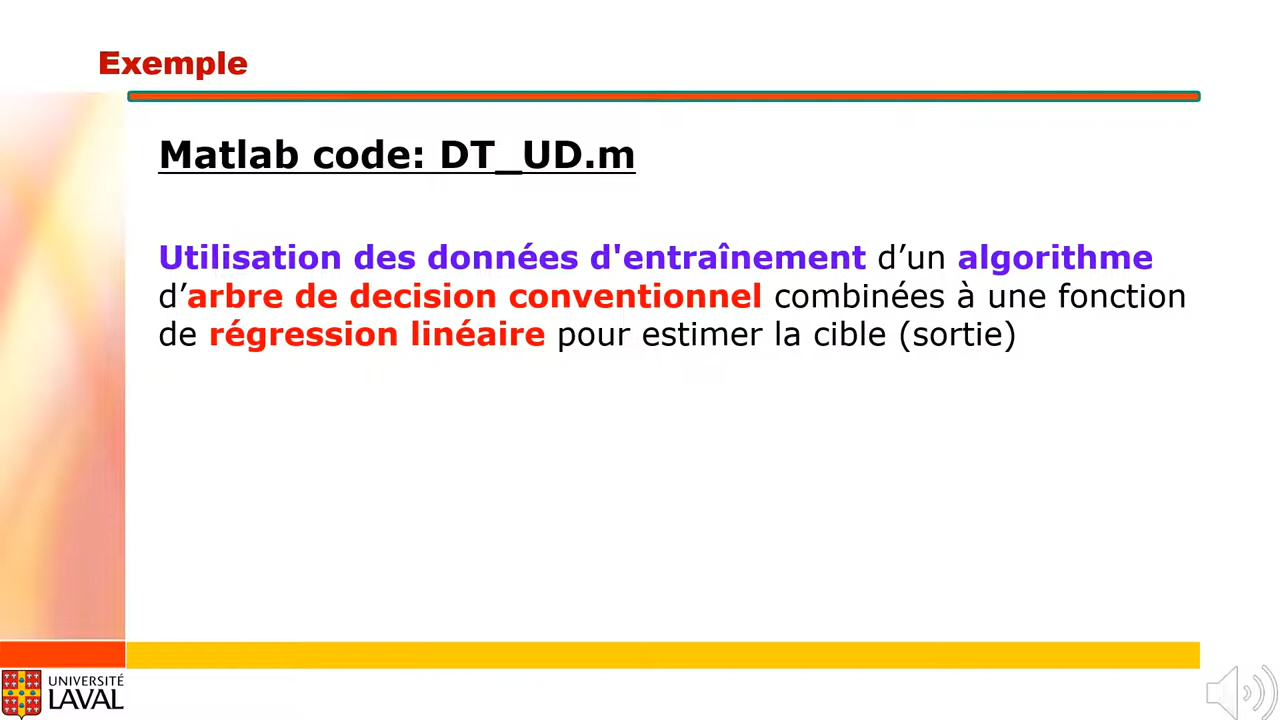 Exemple
Matlab code: DT_UD.m
Utilisation des données d'entraînement d’un algorithme
d’arbre de decision conventionnel combinées à une fonction
de régression linéaire pour estimer la cible (sortie)
UNIVERSITÉ
LAVAL